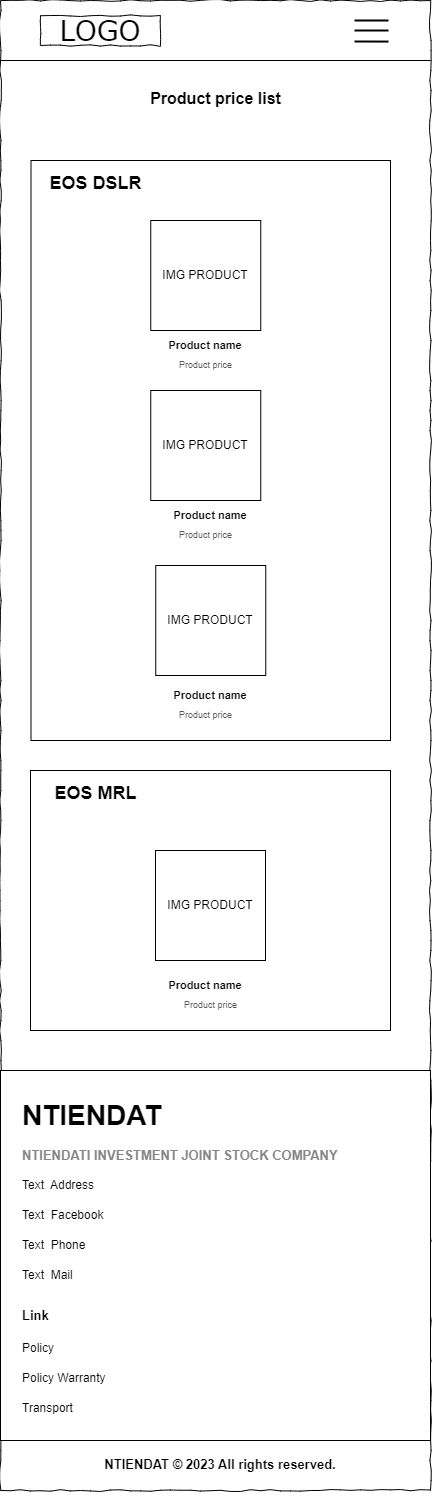 LOGO
Product price list
EOS DSLR
IMG PRODUCT
Product name
Product price
IMG PRODUCT
Product name
Product price
IMG PRODUCT
Product name
Product price
EOS MRL
IMG PRODUCT
Product name
Product price
NTIENDAT
NTIENDATI INVESTMENT JOINT STOCK COMPANY
Text Address
Text Facebook
Text Phone
Text Mail
Link
Policy
Policy Warranty
Transport
NTIENDAT © 2023 All rights reserved.